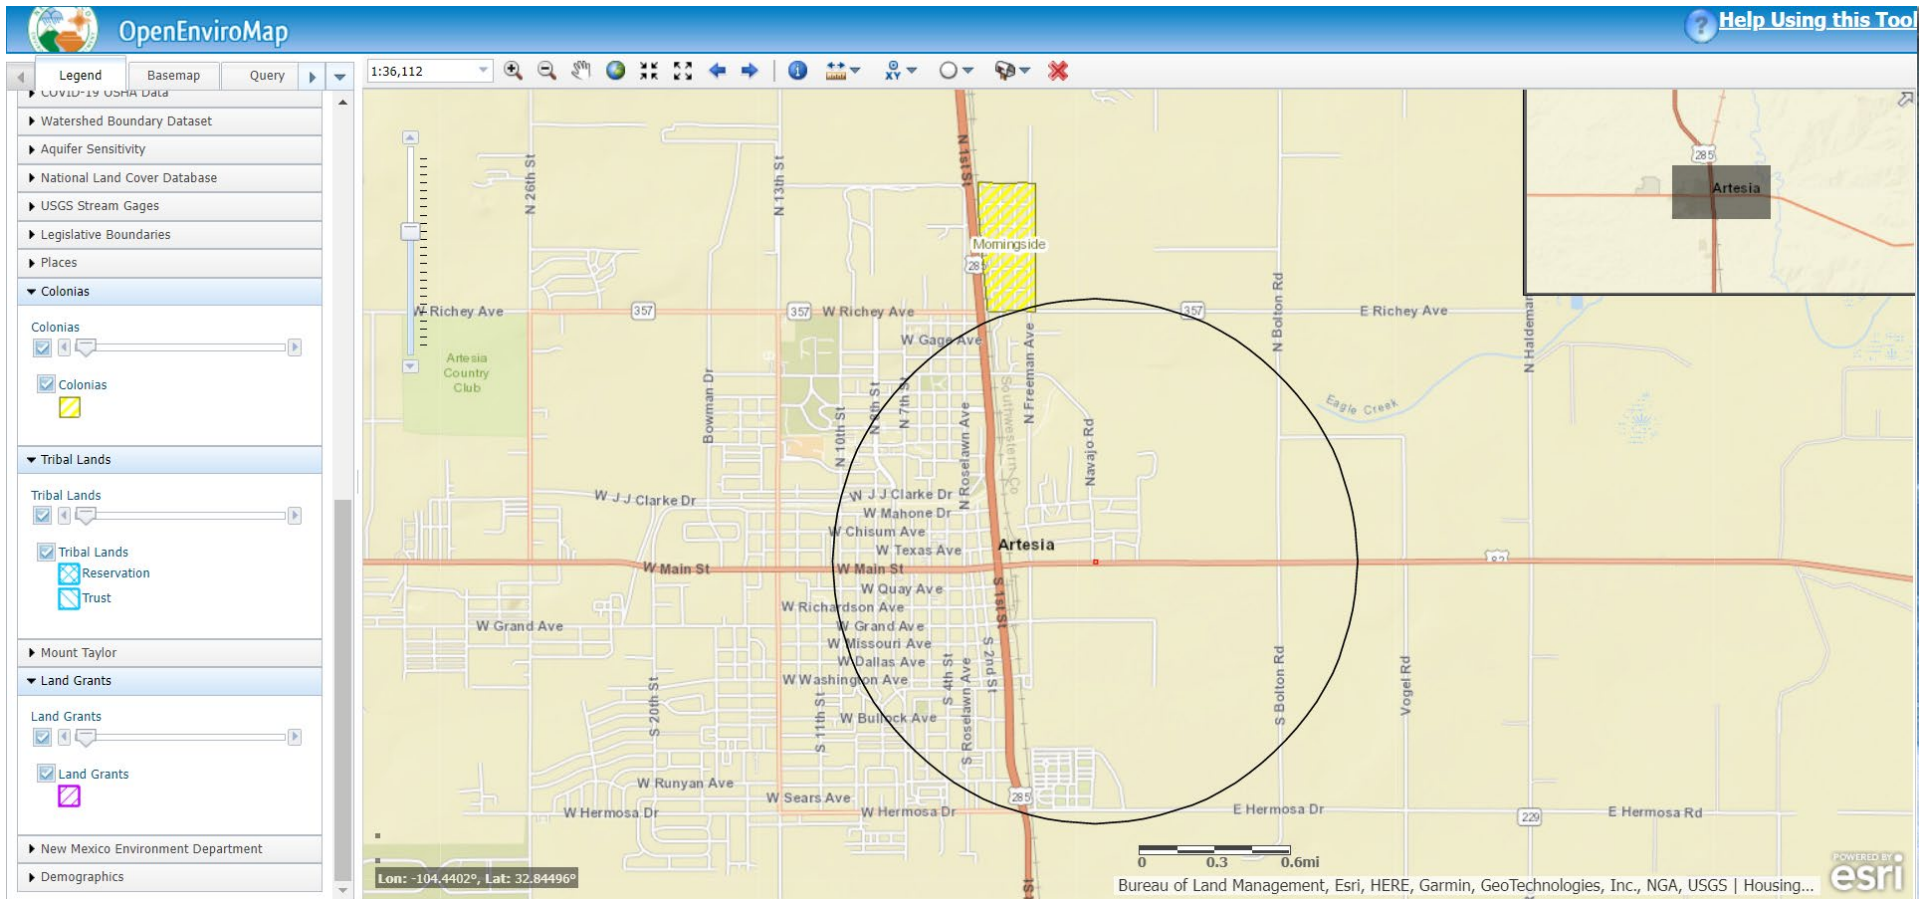 OpenEnviroMap
Help Using this Tool
Legend
Basemap
Query
1:36,112
COVID-19 USHA Data
Watershed Boundary Dataset
Aquifer Sensitivity
National Land Cover Database
USGS Stream Gages
Legislative Boundaries
Places
Colonias
Colonias
Colonias
Tribal Lands
Tribal Lands
Tribal Lands
Reservation
Trust
Mount Taylor
Land Grants
Land Grants
Land Grants
New Mexico Environment Department
Demographics
N 26th St
N 13th St
N 1st St
Morningside
285
W Richey Ave
357
357
W Richey Ave
357
E Richey Ave
N Bolton Rd
N Haldeman
285
Artesia
W Gage Ave
Artesia
Country
Club
Bowman Dr
N 10th St
N 8th St
N 7th St
N Roselawn Ave
Southwestern Co
N Freeman Ave
Navajo Rd
Eagle Creek
W J J Clarke Dr
W J J Clarke Dr
W Mahone Dr
W Chisum Ave
W Texas Ave
Artesia
W Main St
W Main St
82
W Quay Ave
W Richardson Ave
S 1st St
W Grand Ave
W Grand Ave
W Missouri Ave
W Dallas Ave
W Washington Ave
S 4th St
S Roselawn Ave
S 2nd St
S 20th St
S 11th St
W Bullock Ave
S Bolton Rd
Vogel Rd
W Runyan Ave
W Sears Ave
285
W Hermosa Dr
W Hermosa Dr
E Hermosa Dr
229
E Hermosa Rd
0 0.3 0.6mi
Lon: -104.4402°, Lat: 32.84496°
S 1st
Bureau of Land Management, Esri, HERE, Garmin, GeoTechnologies, Inc., NGA, USGS | Housing...
POWERED BY
esri